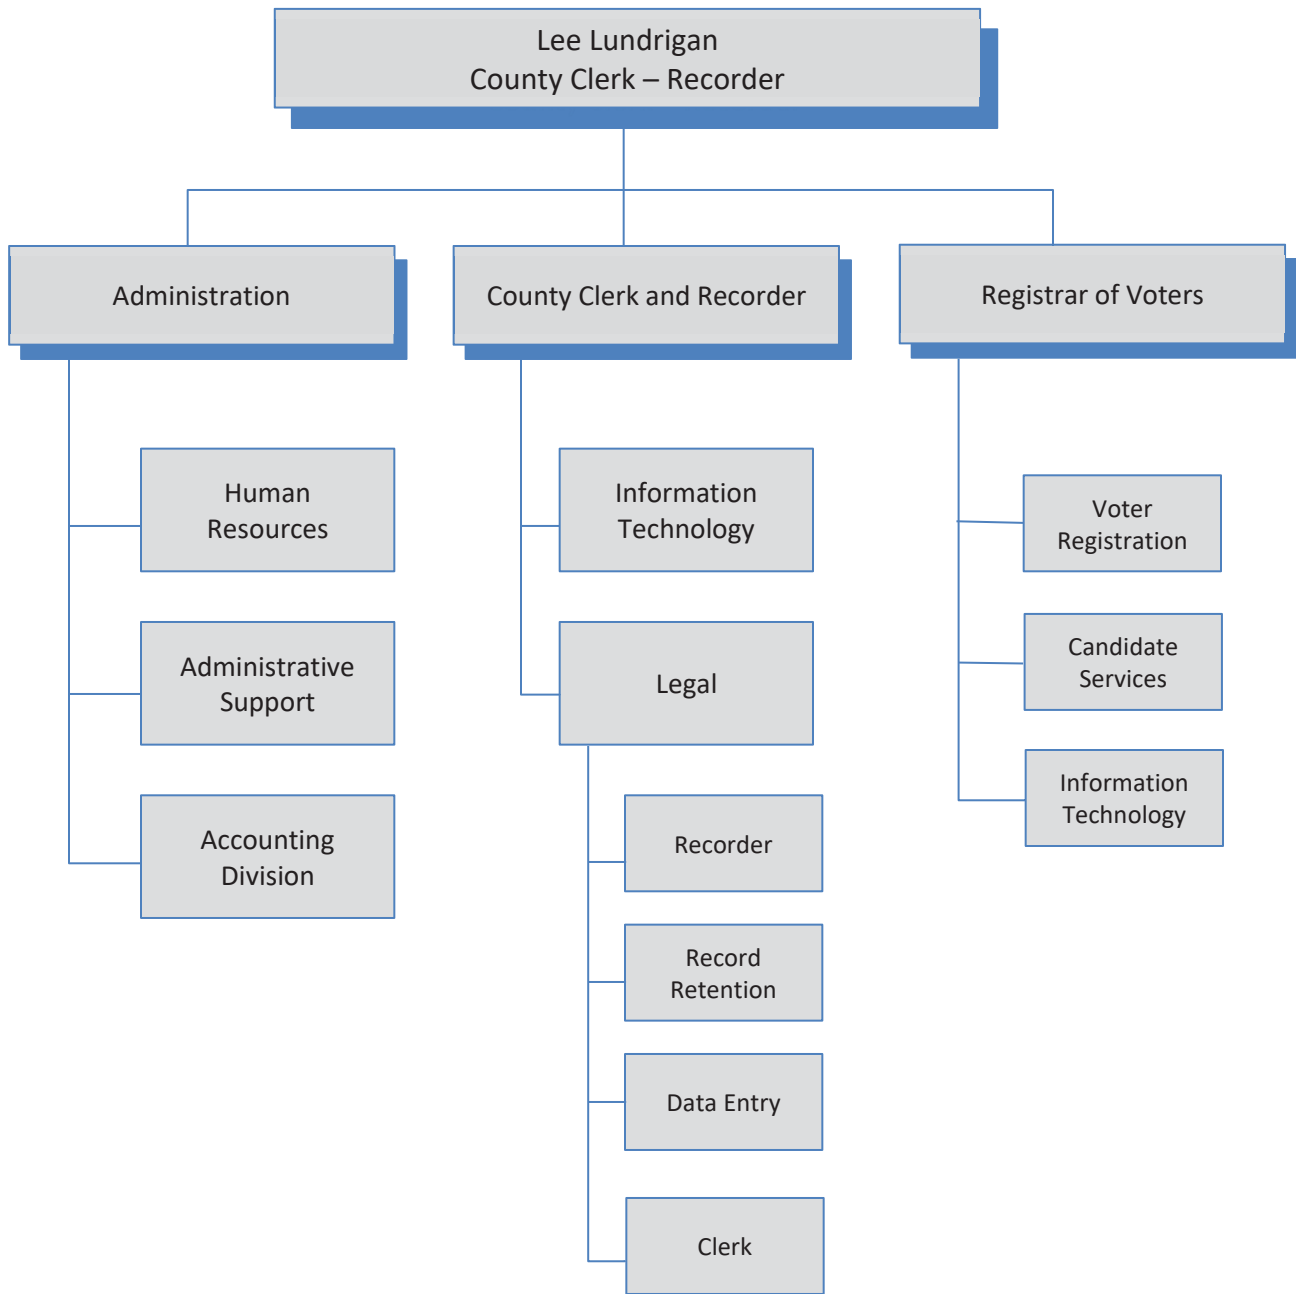 Lee Lundrigan
County Clerk – Recorder
Administration
County Clerk and Recorder
Registrar of Voters
Human
Resources
Administrative
Support
Accounting
Division
Information
Technology
Legal
Recorder
Record
Retention
Data Entry
Clerk
Voter
Registration
Candidate
Services
Information
Technology